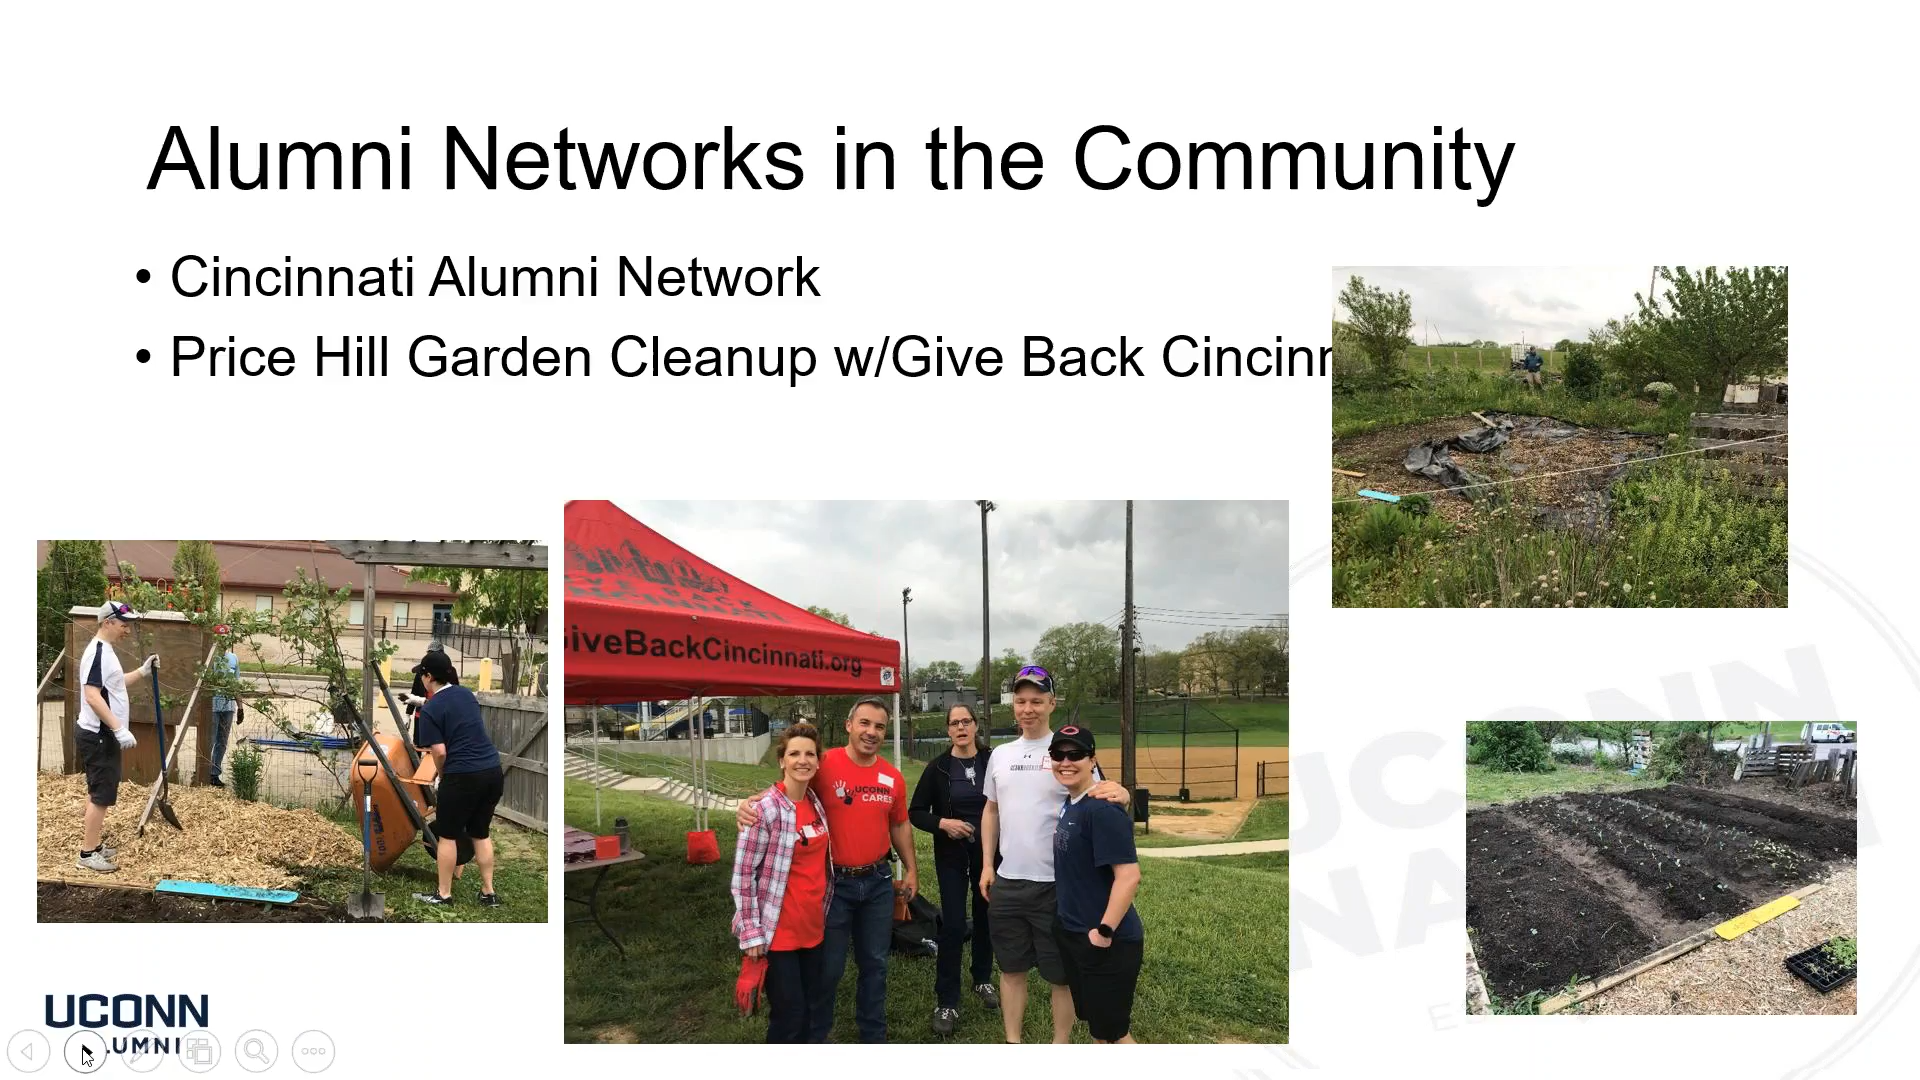 Alumni Networks in the Community
• Cincinnati Alumni Network
• Price Hill Garden Cleanup w/Give Back Cincinn
GiveBackCincinnati.org
UCONN
CARES
UCONN
UCONN
ALUMNI